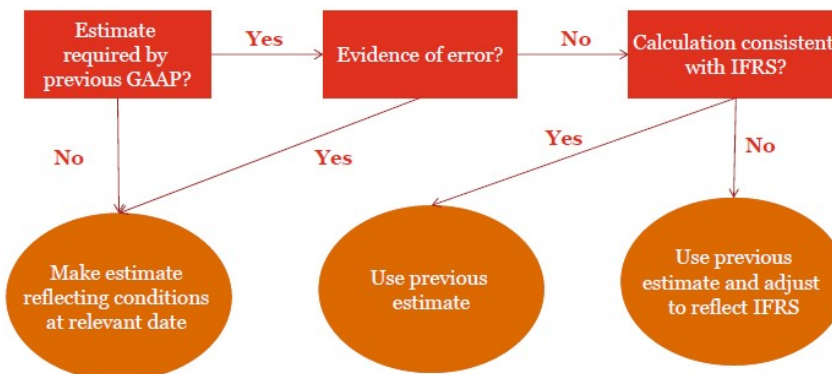 Estimate
required by
previous GAAP?
Yes
Evidence of error?
No
Calculation consistent
with IFRS?
No
Yes
Yes
No
Make estimate
reflecting conditions
at relevant date
Use previous
estimate
Use previous
estimate and adjust
to reflect IFRS